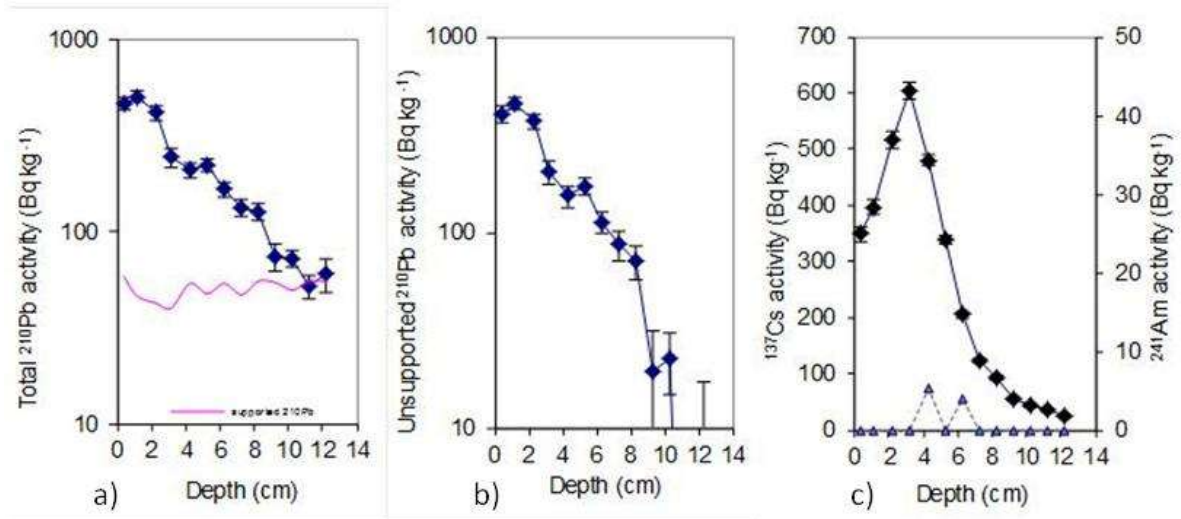 Total ²¹⁰Pb activity (Bq kg⁻¹)
1000
100
10
0 2 4 6 8 10 12 14
supported 210Pb
a) Depth (cm)
Unsupported ²¹⁰Pb activity (Bq kg⁻¹)
1000
100
10
0 2 4 6 8 10 12 14
b) Depth (cm)
¹³⁷Cs activity (Bq kg⁻¹)
700
600
500
400
300
200
100
0
0 2 4 6 8 10 12 14
c) Depth (cm)
50
40
30
20
10
0
²⁴¹Am activity (Bq kg⁻¹)